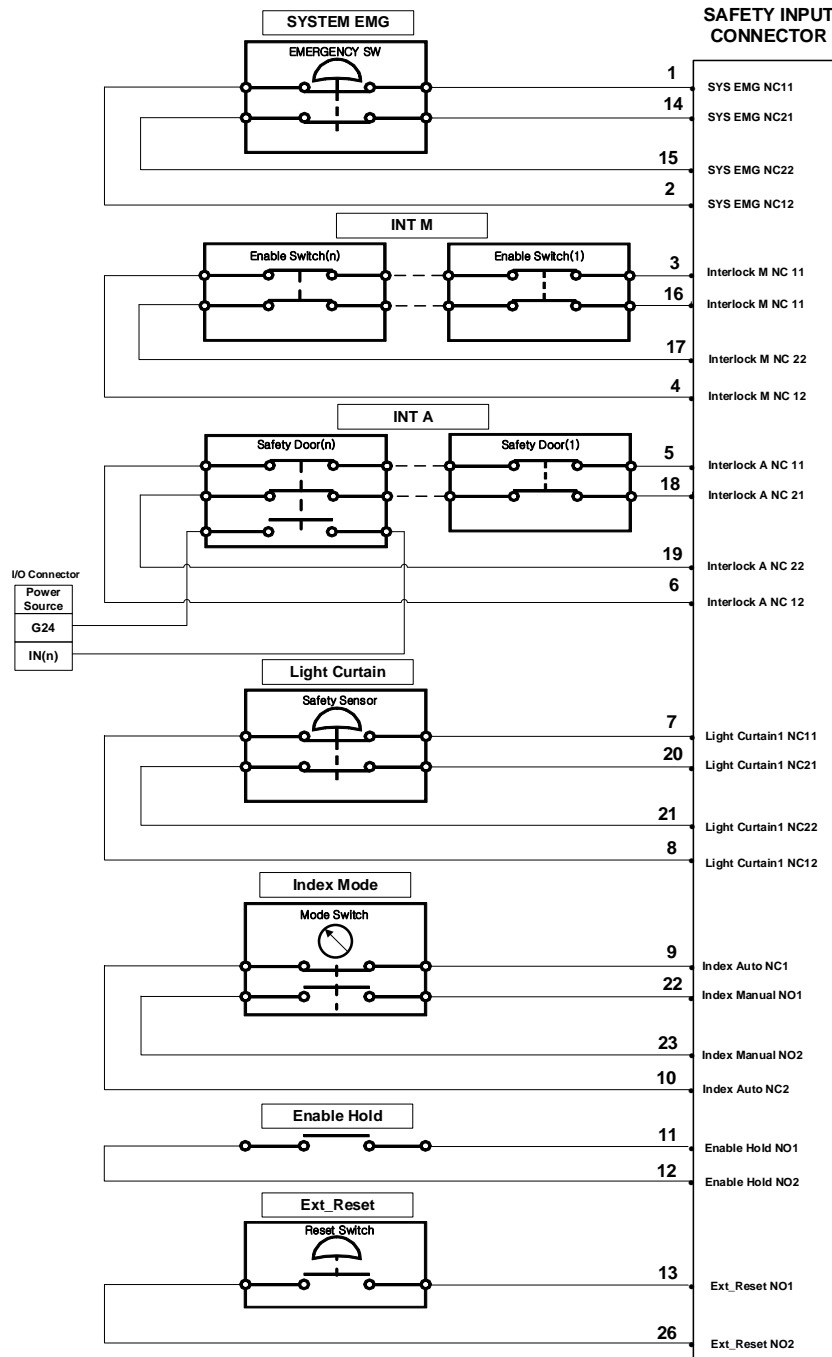 SYSTEM EMG
SAFETY INPUT
CONNECTOR
EMERGENCY SW
1
SYS EMG NC11
14
SYS EMG NC21
15
SYS EMG NC22
2
SYS EMG NC12
INT M
Enable Switch(n)
Enable Switch(1)
3
Interlock M NC 11
16
Interlock M NC 11
17
Interlock M NC 22
4
Interlock M NC 12
INT A
Safety Door(n)
Safety Door(1)
5
Interlock A NC 11
18
Interlock A NC 21
19
Interlock A NC 22
6
Interlock A NC 12
I/O Connector
Power
Source
G24
IN(n)
Light Curtain
Safety Sensor
7
Light Curtain1 NC11
20
Light Curtain1 NC21
21
Light Curtain1 NC22
8
Light Curtain1 NC12
Index Mode
Mode Switch
9
Index Auto NC1
22
Index Manual NO1
23
Index Manual NO2
10
Index Auto NC2
Enable Hold
11
Enable Hold NO1
12
Enable Hold NO2
Ext_Reset
Reset Switch
13
Ext_Reset NO1
26
Ext_Reset NO2